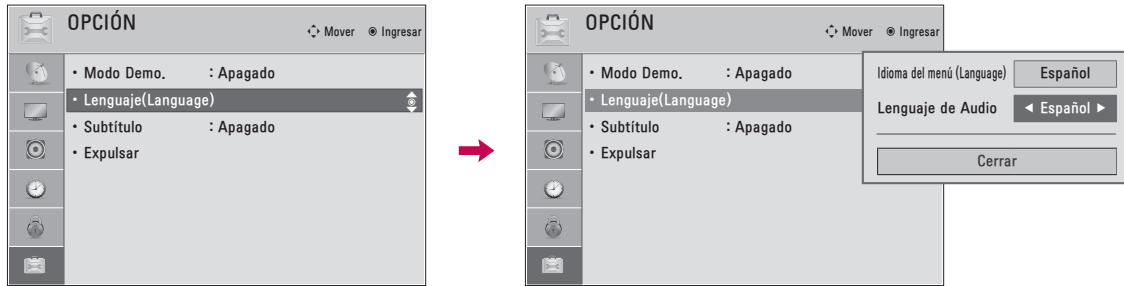 OPCIÓN
Mover Ingresar
• Modo Demo. : Apagado
• Lenguaje(Language)
• Subtítulo : Apagado
• Expulsar
OPCIÓN
Mover Ingresar
• Modo Demo. : Apagado
• Lenguaje(Language)
• Subtítulo : Apagado
• Expulsar
Idioma del menú (Language) Español
Lenguaje de Audio ◄ Español ►
Cerrar